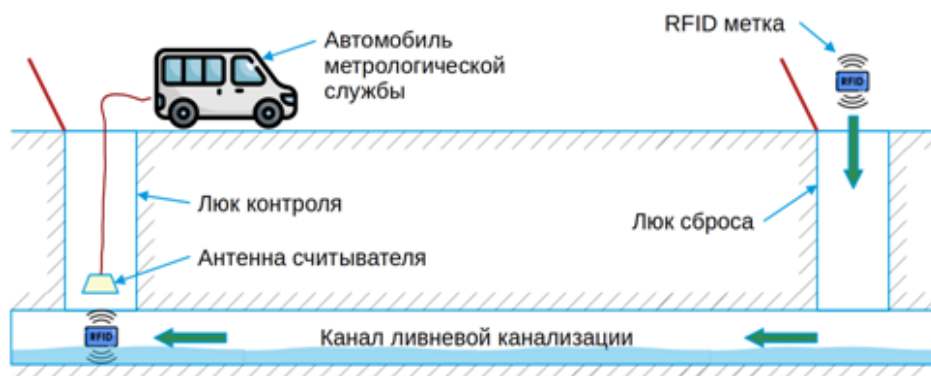 RFID метка
Автомобиль
метрологической
службы
RFID
Люк контроля
Люк сброса
Антенна считывателя
RFID
Канал ливневой канализации